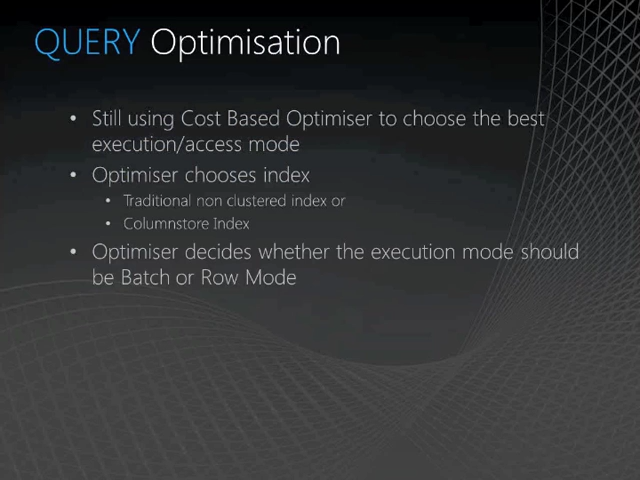 QUERY Optimisation
• Still using Cost Based Optimiser to choose the best
execution/access mode
• Optimiser chooses index
• Traditional non clustered index or
• Columnstore Index
• Optimiser decides whether the execution mode should
be Batch or Row Mode